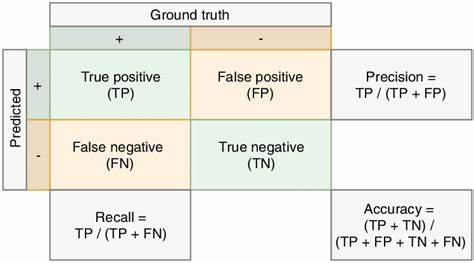 Ground truth
+ -
Predicted
+
True positive
(TP)
False positive
(FP)
Precision =
TP / (TP + FP)
-
False negative
(FN)
True negative
(TN)
Recall =
TP / (TP + FN)
Accuracy =
(TP + TN) /
(TP + FP + TN + FN)